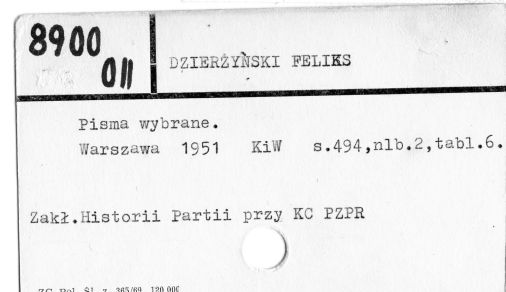 8900
011
DZIERŻYŃSKI FELIKS
Pisma wybrane.
Warszawa 1951 KiW s.494,nlb.2,tabl.6.
Zakł.Historii Partii przy KC PZPR
ZG Pol. Śl. z. 365/69 120 000